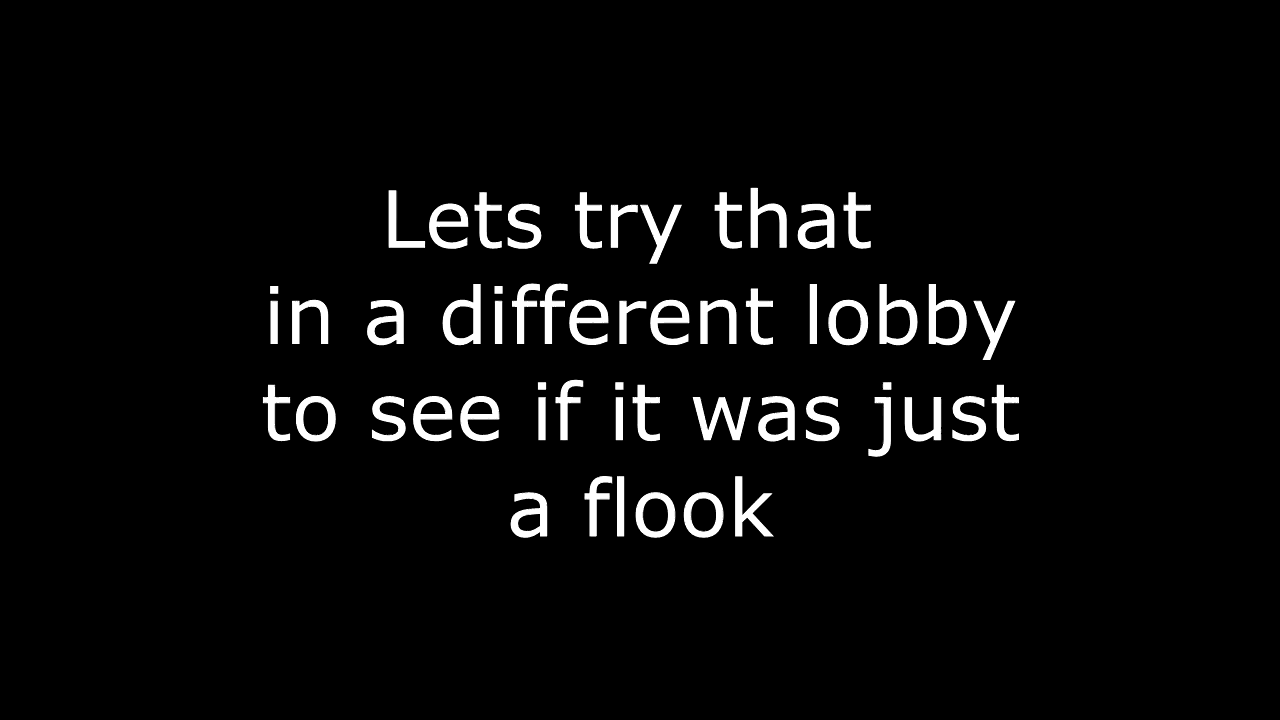 Lets try that
in a different lobby
to see if it was just
a flook